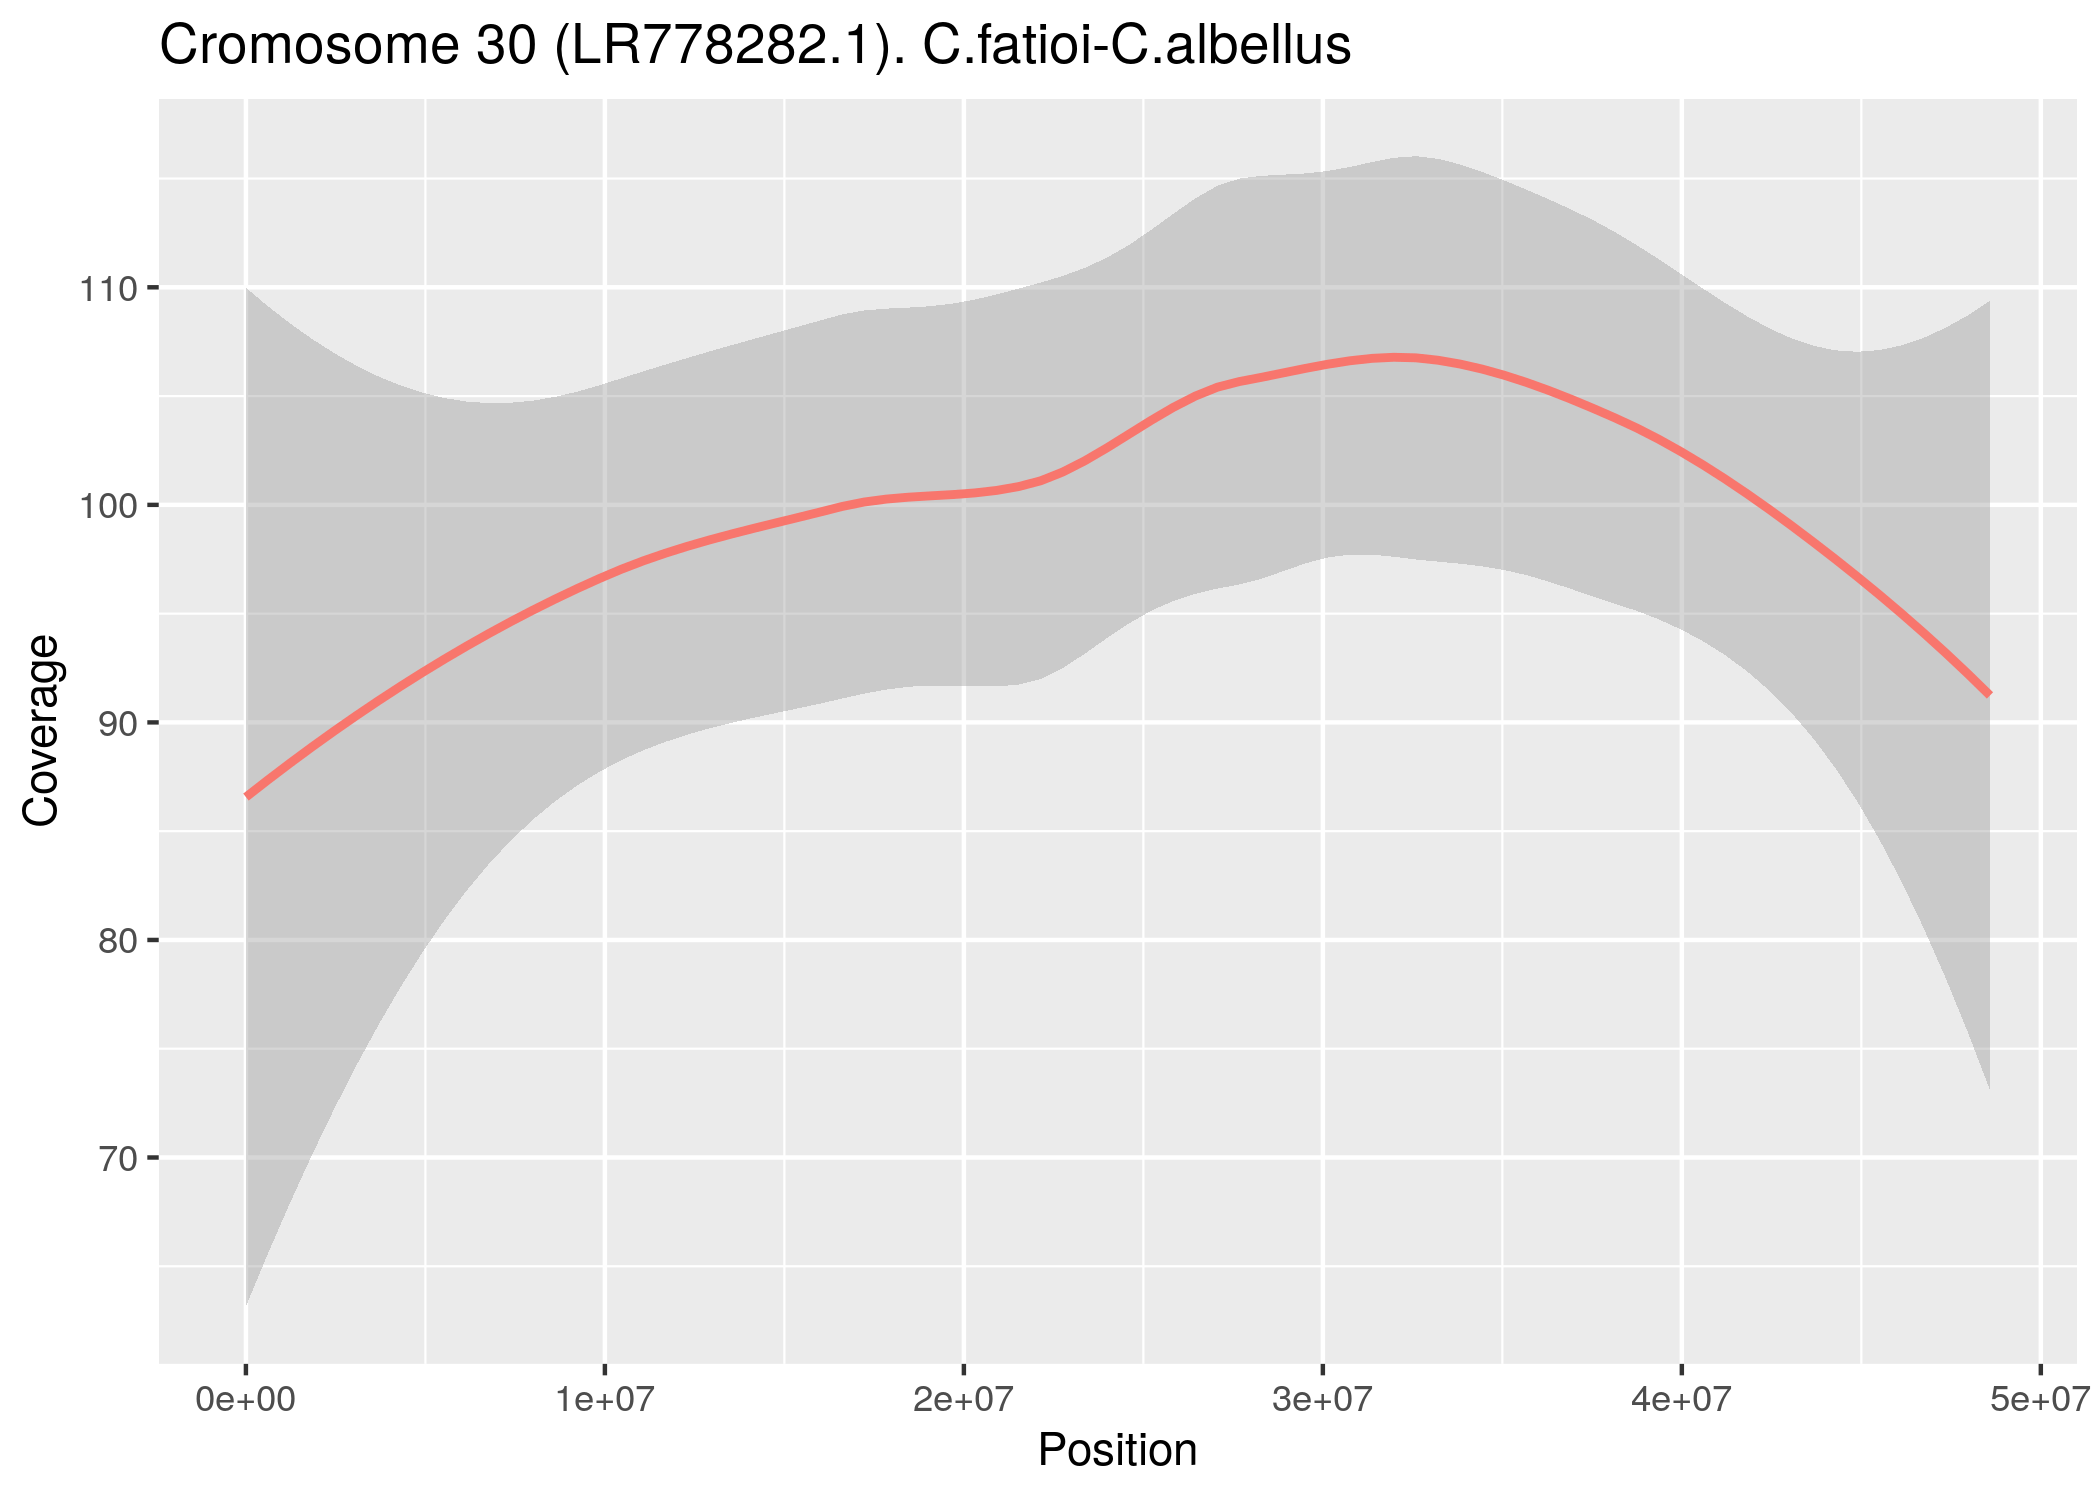 Cromosome 30 (LR778282.1). C.fatioi-C.albellus
110
100
90
80
70
Coverage
0e+00 1e+07 2e+07 3e+07 4e+07 5e+07
Position